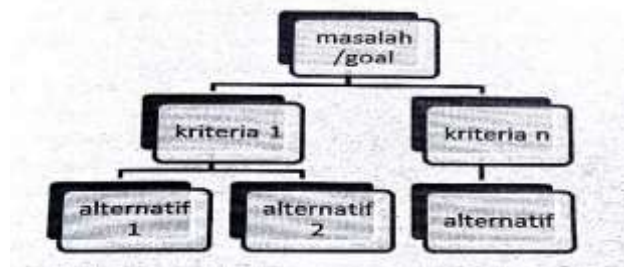 masalah
/goal
kriteria 1
kriteria n
alternatif
1
alternatif
2
alternatif